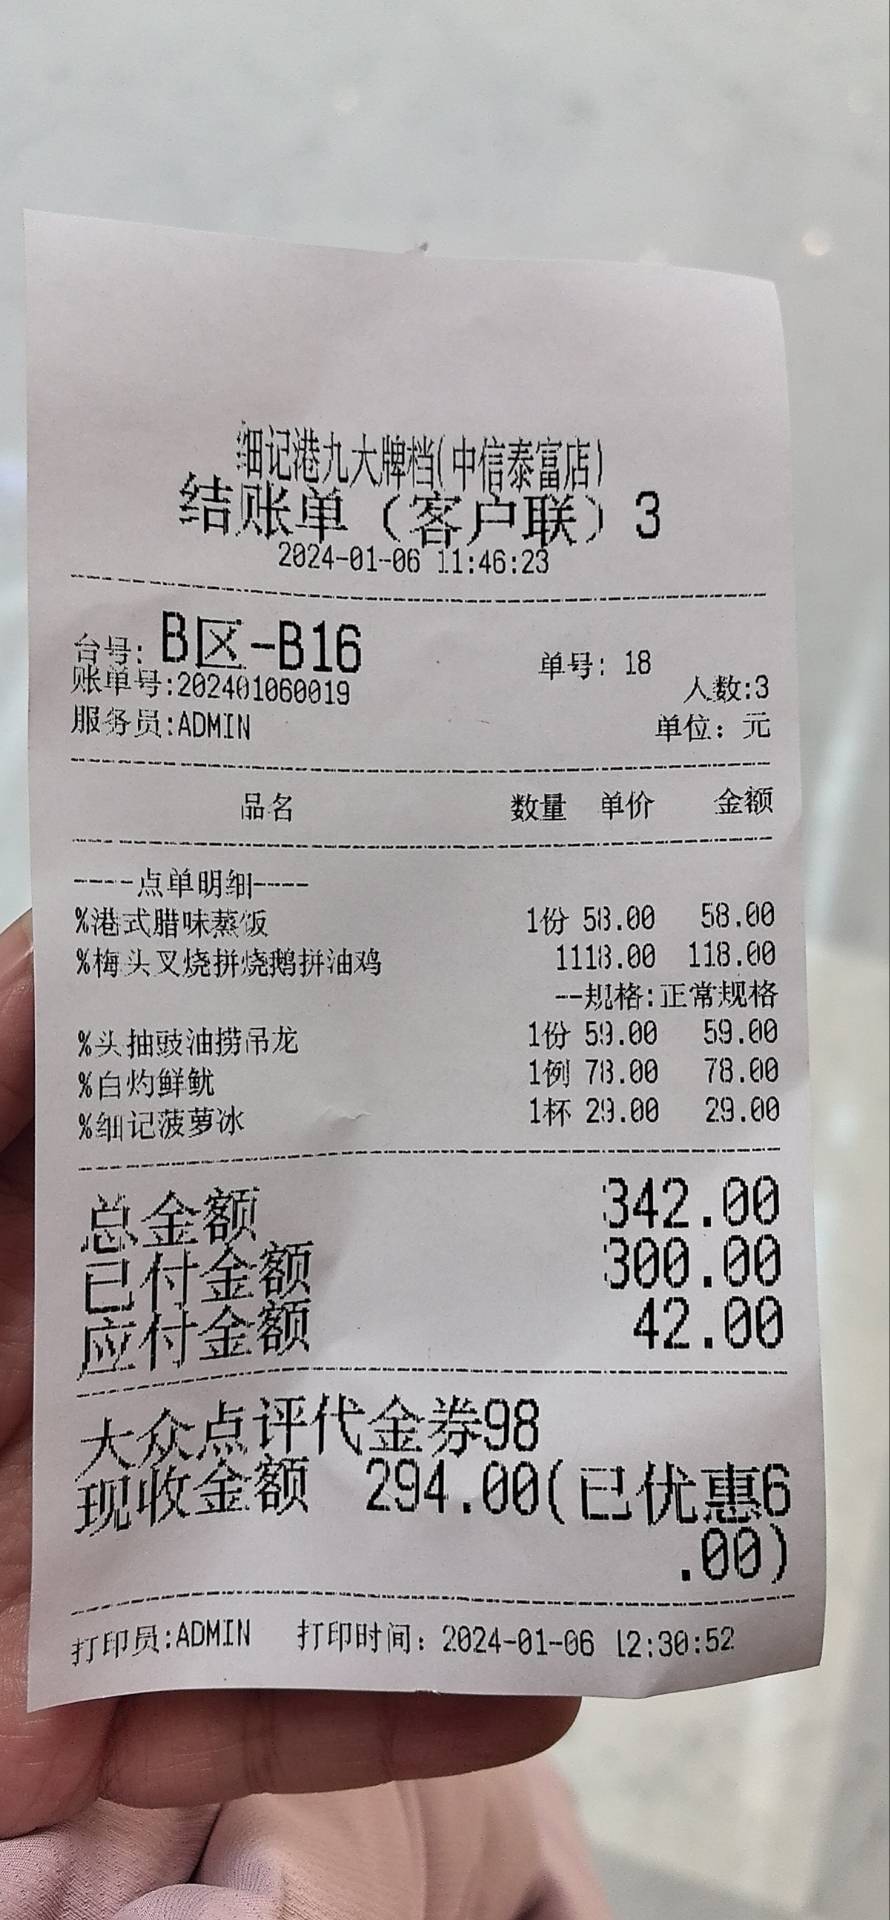 细记港九大牌档(中信泰富店)
结账单（客户联）3
2024-01-06 11:46:23
台号: B区-B16 单号: 18
账单号:202401060019 人数:3
服务员:ADMIN 单位: 元
品名 数量 单价 金额
----点单明细----
%港式腊味蒸饭 1份 58.00 58.00
%梅头叉烧拼烧鹅拼油鸡 1118.00 118.00
--规格:正常规格
%头抽豉油捞吊龙 1份 59.00 59.00
%白灼鲜鱿 1例 78.00 78.00
%细记菠萝冰 1杯 29.00 29.00
总金额 342.00
已付金额 300.00
应付金额 42.00
大众点评代金券98
现收金额 294.00(已优惠6
.00)
打印员:ADMIN 打印时间: 2024-01-06 12:30:52